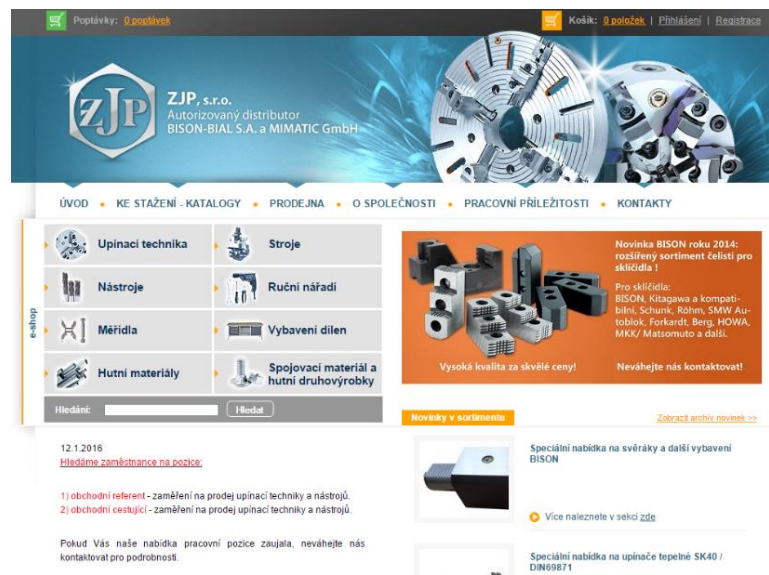 Poptávky: 0 poptávek
Košík: 0 položek | Přihlášení | Registrace
ZJP
ZJP, s.r.o.
Autorizovaný distributor
BISON-BIAL S.A. a MIMATIC GmbH
ÚVOD • KE STAŽENÍ - KATALOGY • PRODEJNA • O SPOLEČNOSTI • PRACOVNÍ PŘÍLEŽITOSTI • KONTAKTY
e-shop
Upínací technika
Stroje
Nástroje
Ruční nářadí
Měřidla
Vybavení dílen
Hutní materiály
Spojovací materiál a
hutní druhovýrobky
Hledání:
Hledat
Novinka BISON roku 2014:
rozšířený sortiment čelistí pro
sklíčidla !
Pro sklíčidla:
BISON, Kitagawa a kompati-
bilní, Schunk, Röhm, SMW Au-
toblok, Forkardt, Berg, HOWA,
MKK/ Matsomuto a další.
Vysoká kvalita za skvělé ceny!
Neváhejte nás kontaktovat!
12.1.2016
Hledáme zaměstnance na pozice:
1) obchodní referent - zaměření na prodej upínací techniky a nástrojů.
2) obchodní cestující - zaměření na prodej upínací techniky a nástrojů.
Pokud Vás naše nabídka pracovní pozice zaujala, neváhejte nás
kontaktovat pro podrobnosti.
Novinky v sortimentu
Zobrazit archív novinek >>
Speciální nabídka na svěráky a další vybavení
BISON
Více naleznete v sekci zde
Speciální nabídka na upínače tepelné SK40 /
DIN69871